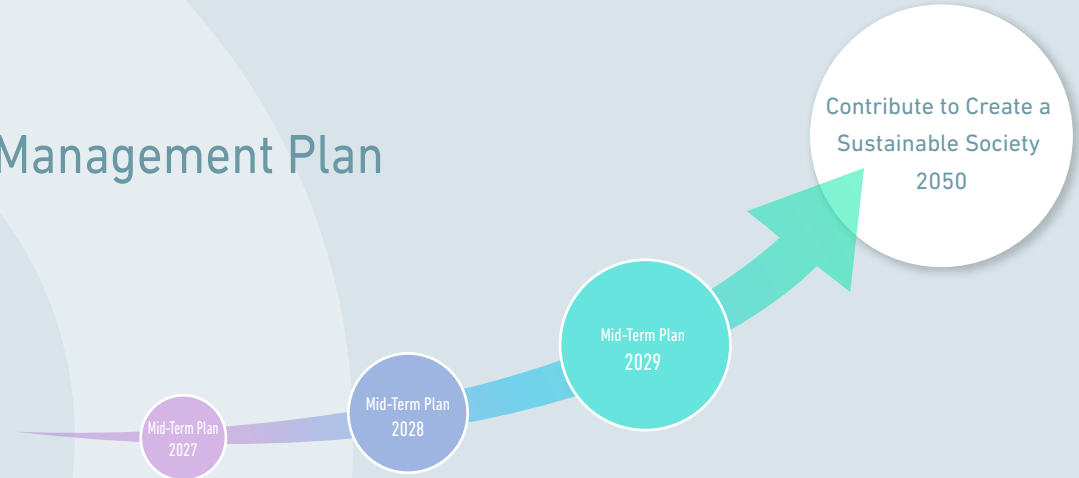 Management Plan
Contribute to Create a
Sustainable Society
2050
Mid-Term Plan
2029
Mid-Term Plan
2028
Mid-Term Plan
2027